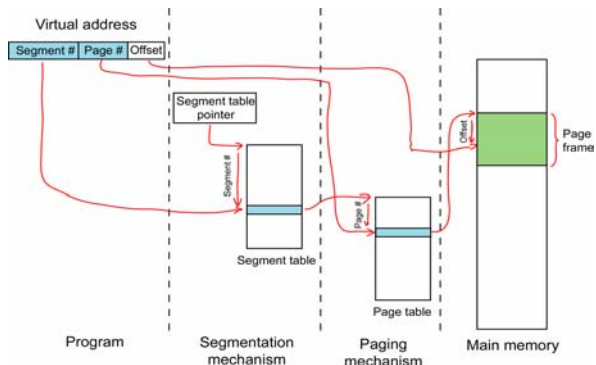 Virtual address
Segment # Page # Offset
Segment table
pointer
Segment #
Segment table
Page #
Page table
Offset
Page
frame
Program
Segmentation
mechanism
Paging
mechanism
Main memory